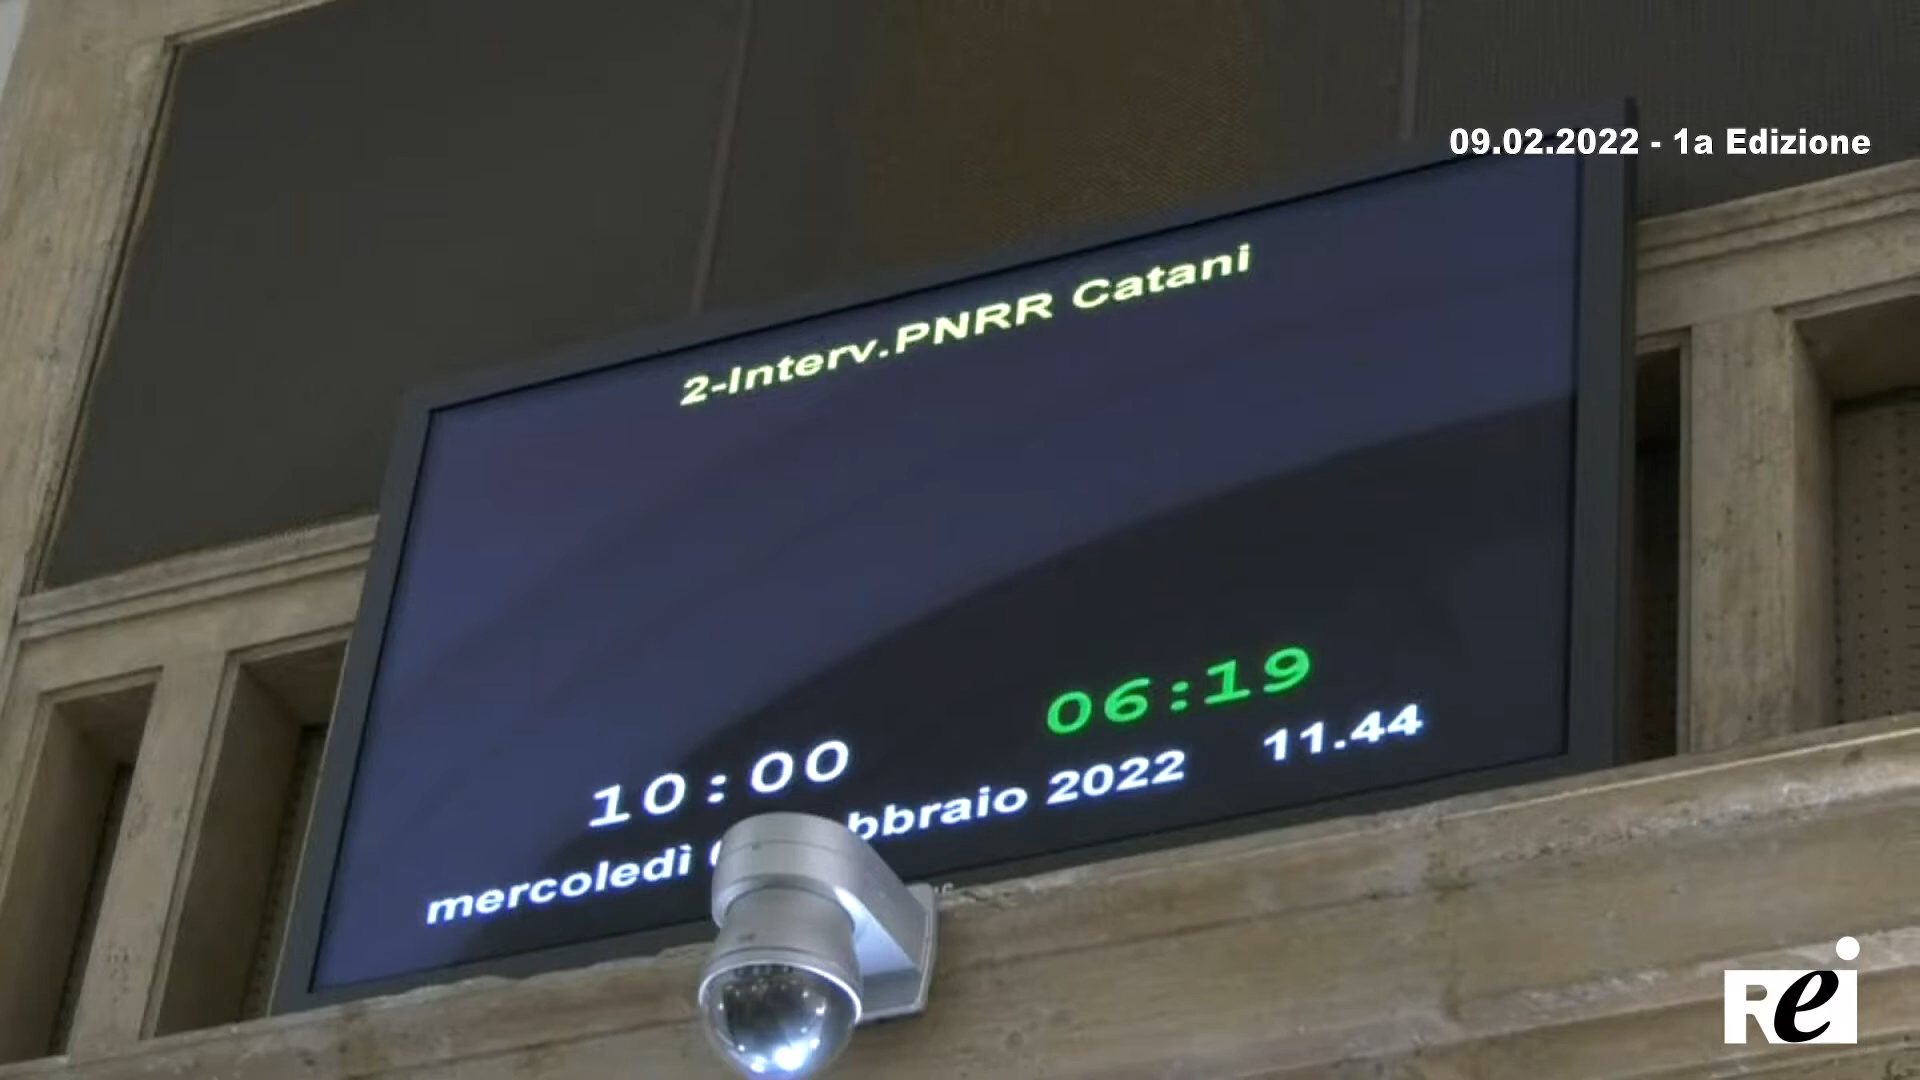 09.02.2022 - 1a Edizione
2-Interv.PNRR Catani
10:00 06:19
mercoledì bbraio 2022 11.44
Rei